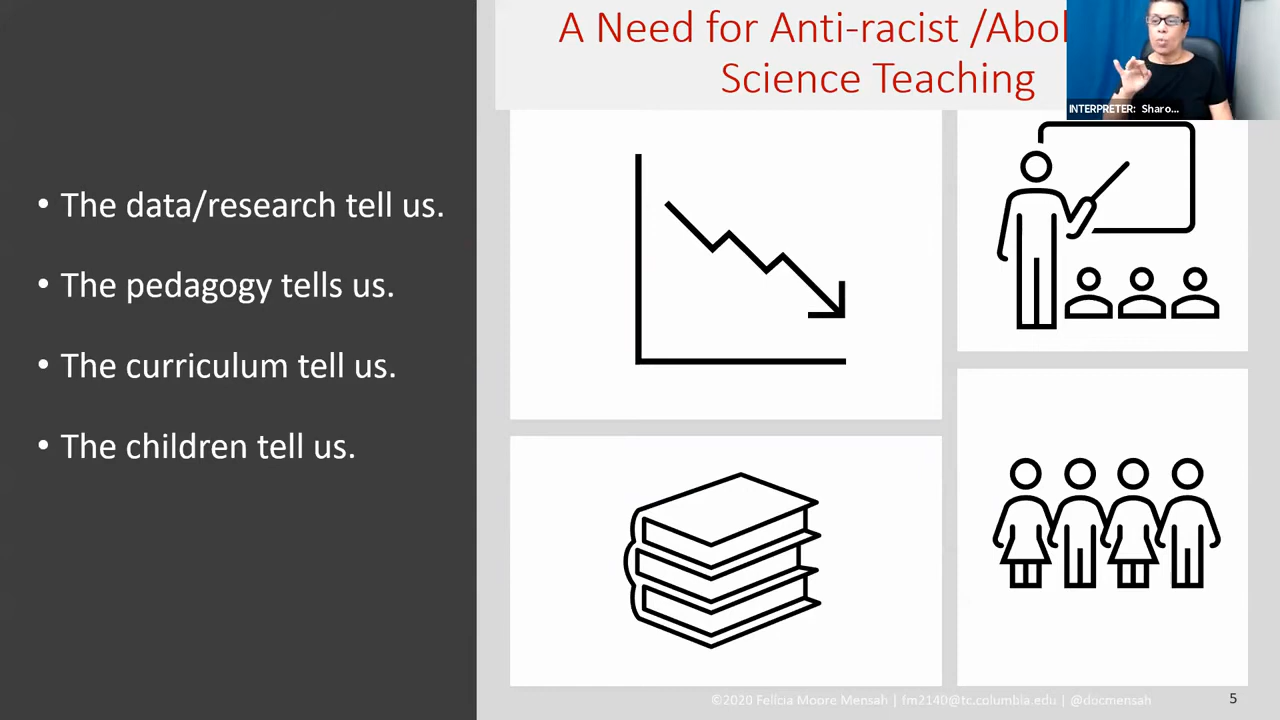 A Need for Anti-racist /Abol
Science Teaching
INTERPRETER: Sharo...
• The data/research tell us.
• The pedagogy tells us.
• The curriculum tell us.
• The children tell us.
©2020 Felicia Moore Mensah | fm2140@tc.columbia.edu | @docmensah
5